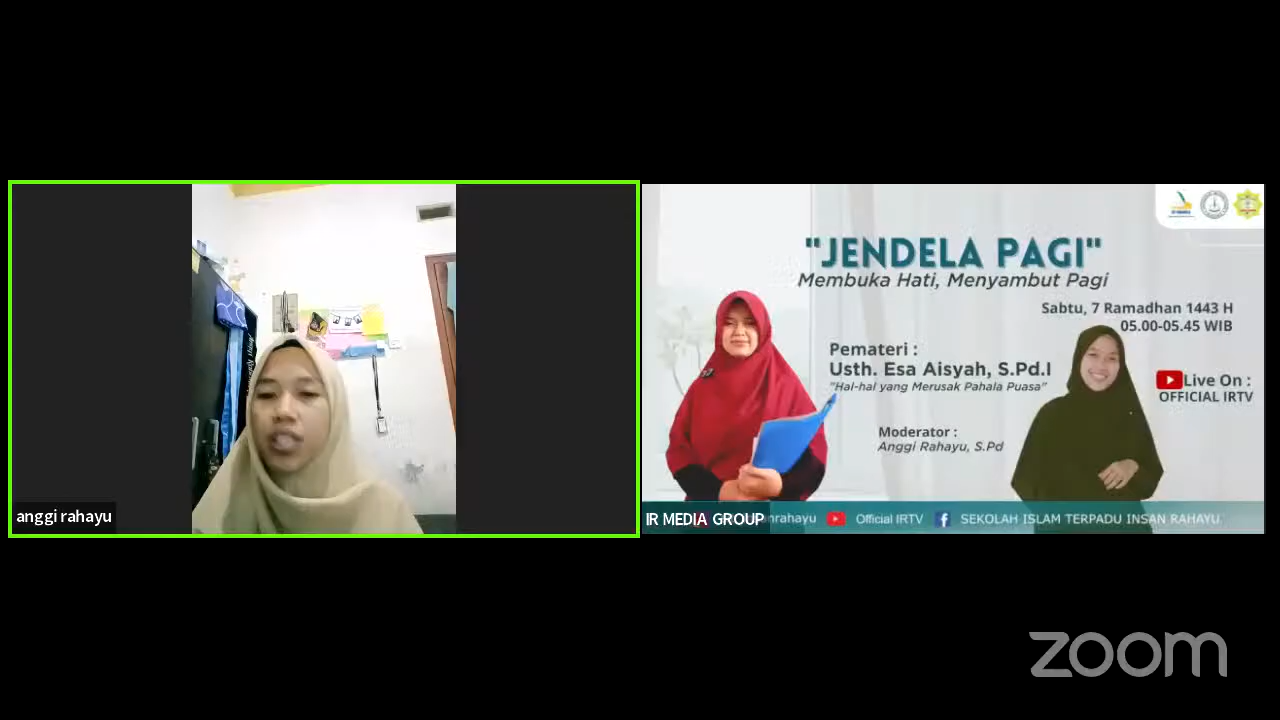 anggi rahayu
"JENDELA PAGI"
Membuka Hati, Menyambut Pagi
Sabtu, 7 Ramadhan 1443 H
05.00-05.45 WIB
Pemateri :
Usth. Esa Aisyah, S.Pd.I
"Hal-hal yang Merusak Pahala Puasa"
Live On :
OFFICIAL IRTV
Moderator :
Anggi Rahayu, S.Pd
IR MEDIA GROUP
nrahayu Official IRTV SEKOLAH ISLAM TERPADU INSAN RAHAYU
zoom